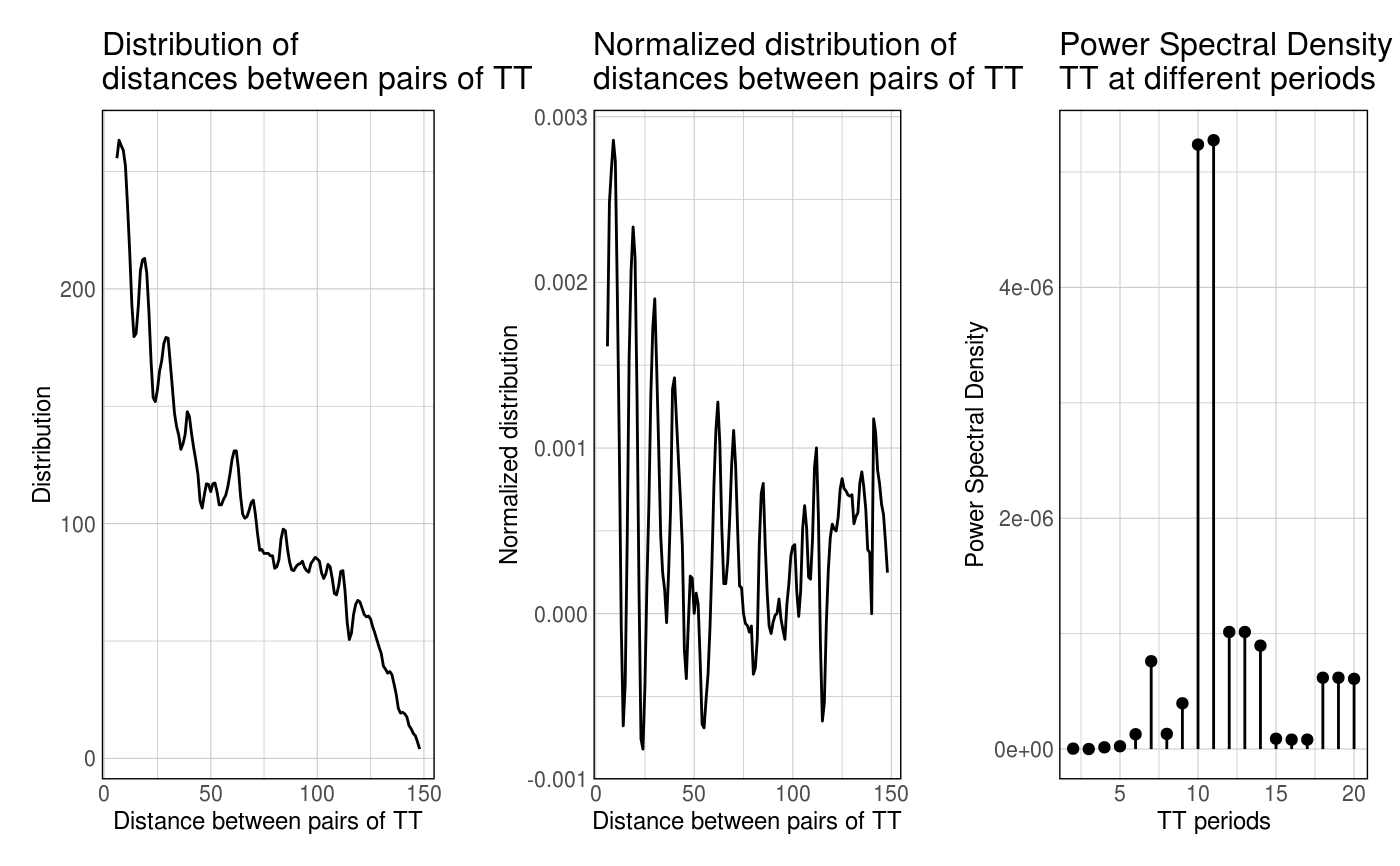 Distribution of
distances between pairs of TT
Distribution
200
100
0
0 50 100 150
Distance between pairs of TT
Normalized distribution of
distances between pairs of TT
Normalized distribution
0.003
0.002
0.001
0.000
-0.001
0 50 100 150
Distance between pairs of TT
Power Spectral Density
TT at different periods
Power Spectral Density
4e-06
2e-06
0e+00
5 10 15 20
TT periods